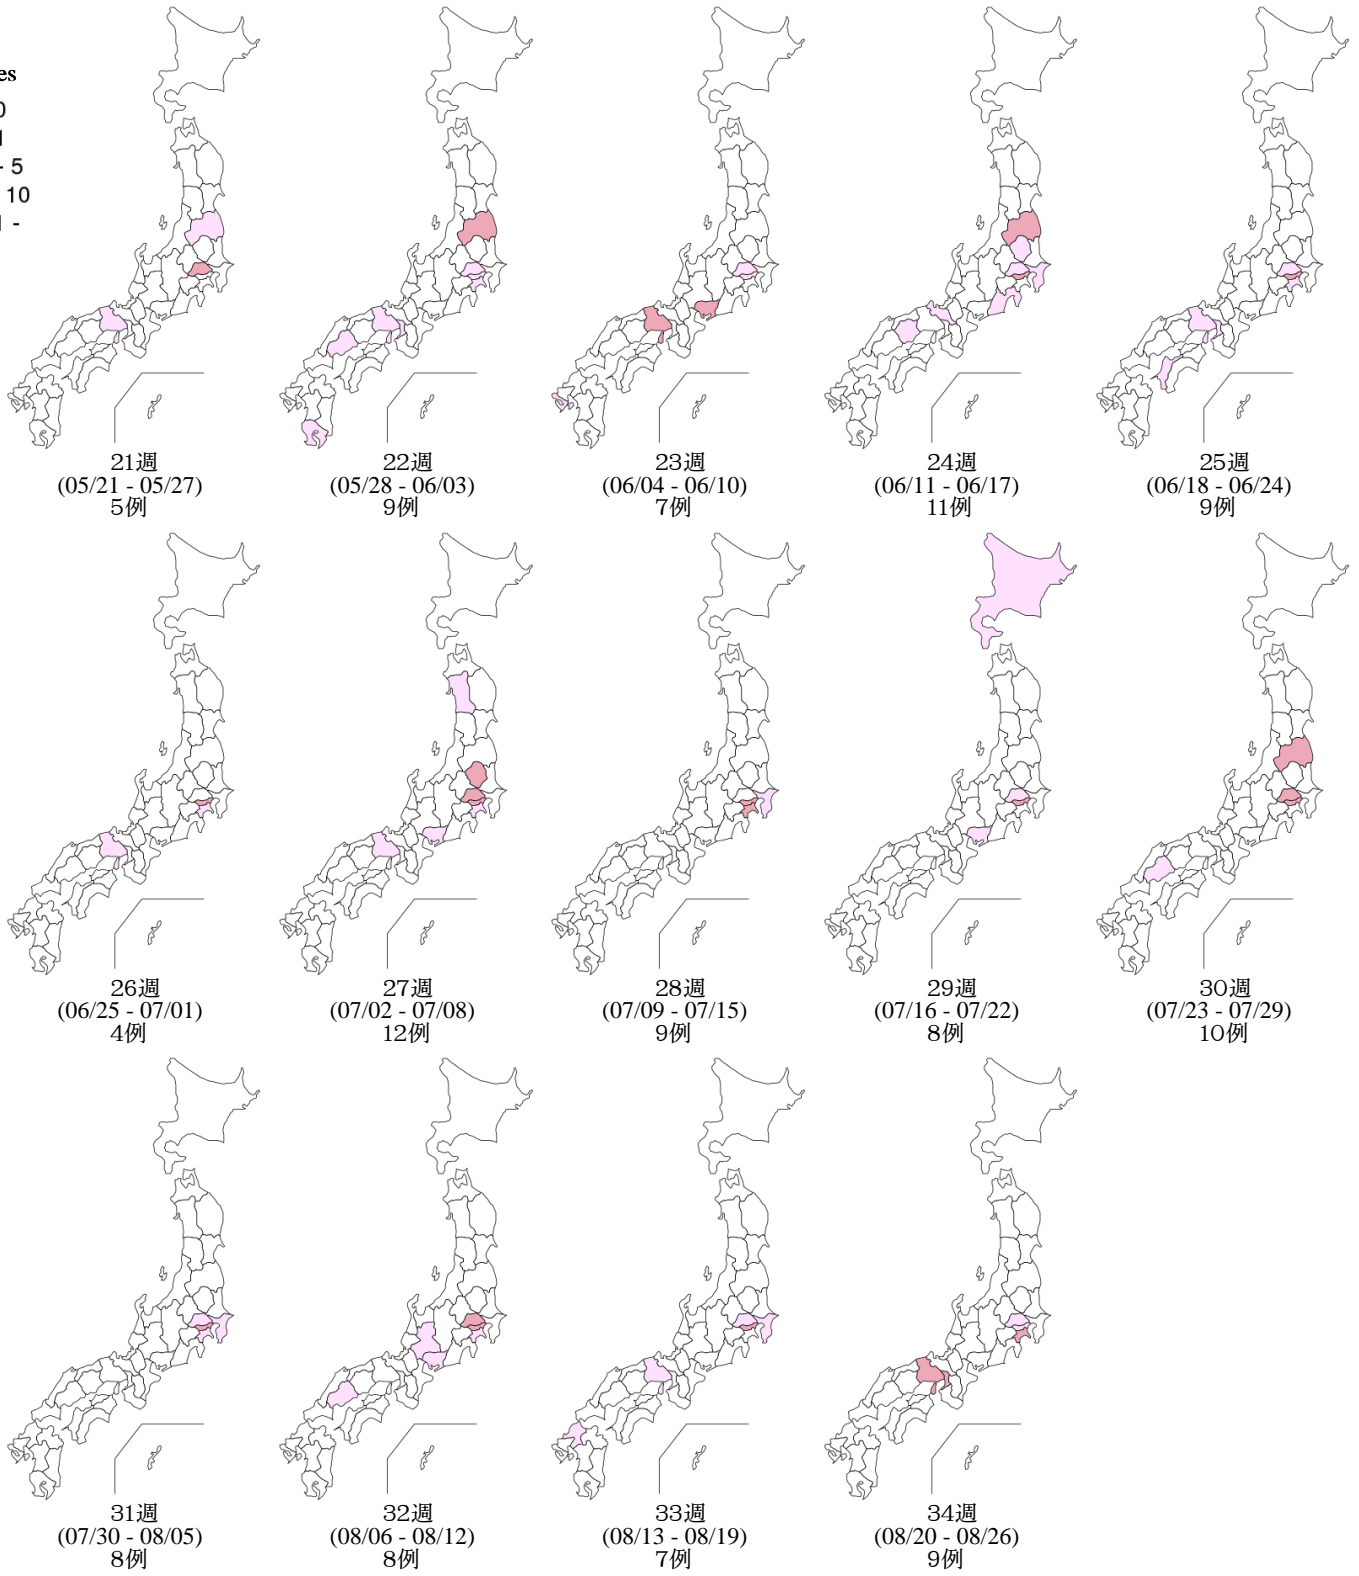 es
0
1
- 5
10
1 -
21週
(05/21 - 05/27)
5例
22週
(05/28 - 06/03)
9例
23週
(06/04 - 06/10)
7例
24週
(06/11 - 06/17)
11例
25週
(06/18 - 06/24)
9例
26週
(06/25 - 07/01)
4例
27週
(07/02 - 07/08)
12例
28週
(07/09 - 07/15)
9例
29週
(07/16 - 07/22)
8例
30週
(07/23 - 07/29)
10例
31週
(07/30 - 08/05)
8例
32週
(08/06 - 08/12)
8例
33週
(08/13 - 08/19)
7例
34週
(08/20 - 08/26)
9例